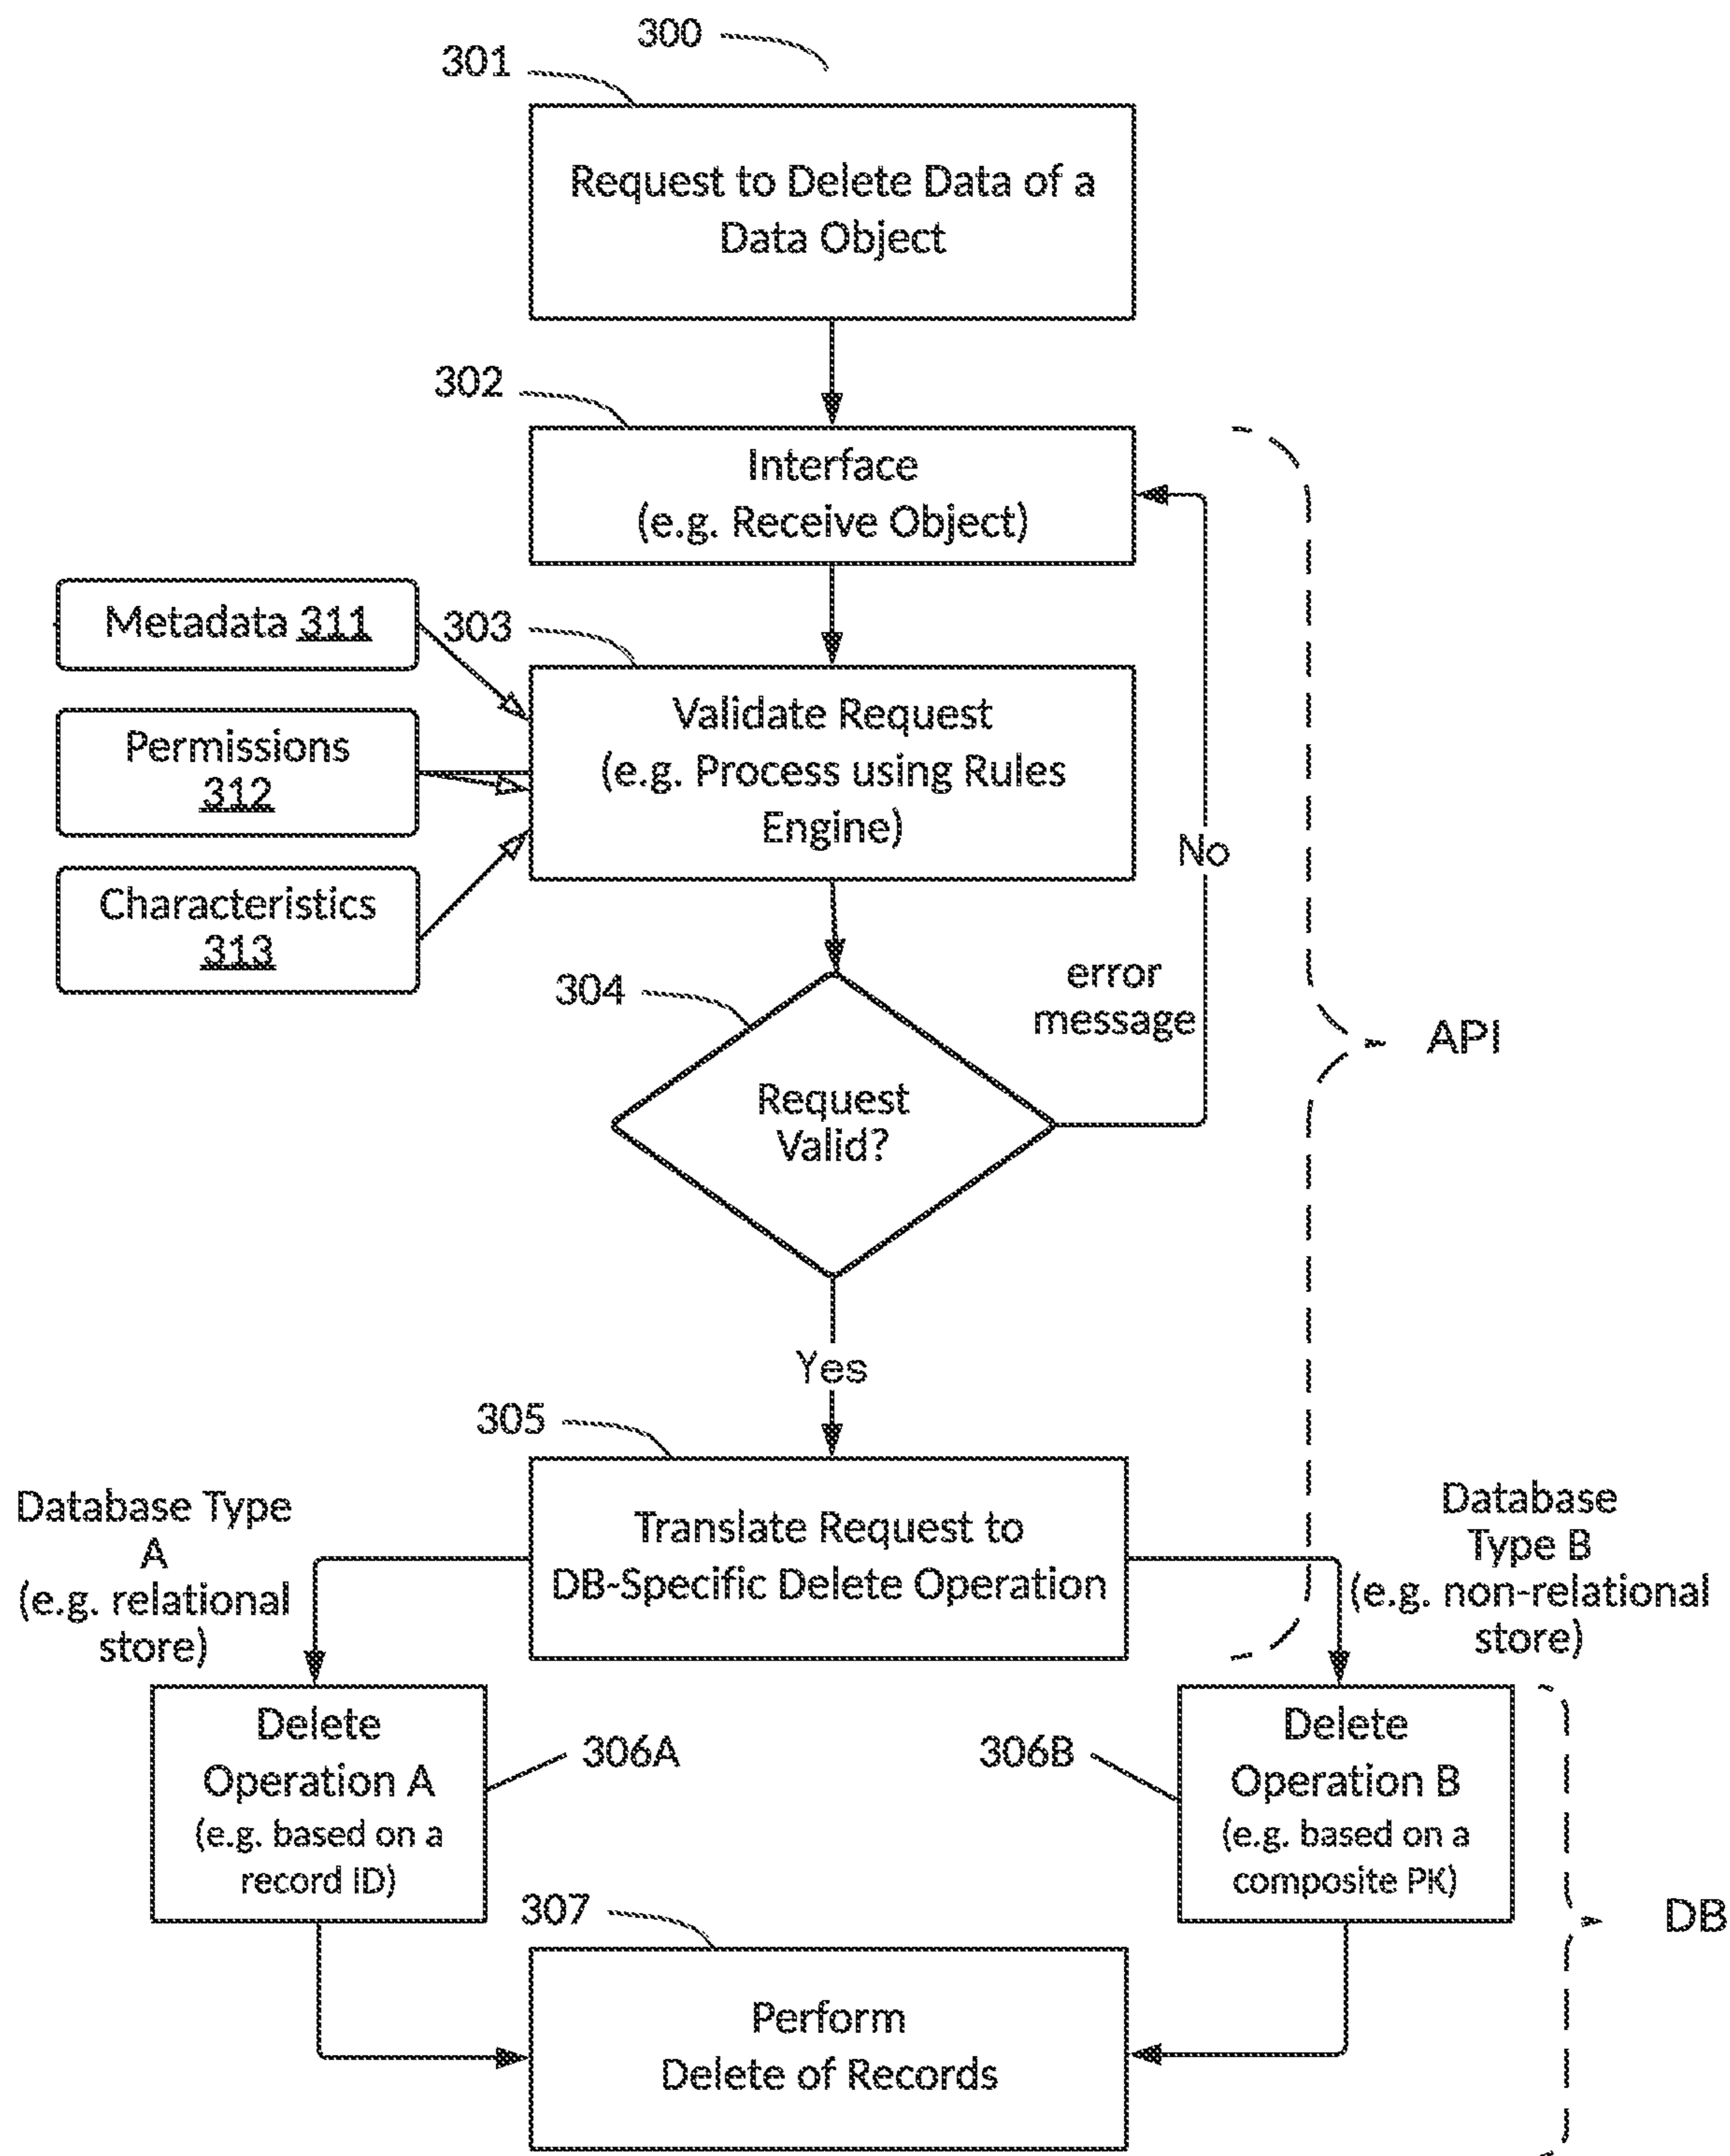 300
301
Request to Delete Data of a
Data Object
302
Interface
(e.g. Receive Object)
Metadata 311
303
Validate Request
(e.g. Process using Rules
Engine)
Permissions
312
Characteristics
313
No
304
error
message
Request
Valid?
API
Yes
305
Translate Request to
DB-Specific Delete Operation
Database Type
A
(e.g. relational
store)
Database
Type B
(e.g. non-relational
store)
Delete
Operation A
(e.g. based on a
record ID)
306A
306B
Delete
Operation B
(e.g. based on a
composite PK)
307
Perform
Delete of Records
DB